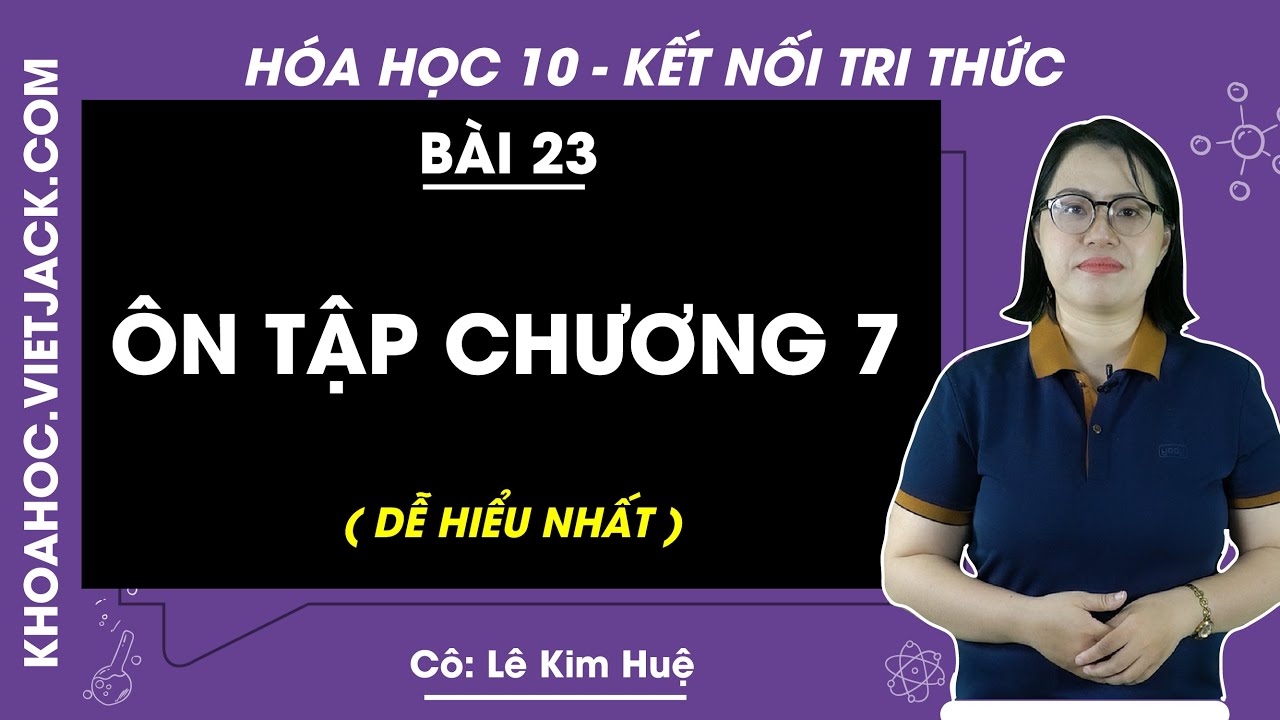 HÓA HỌC 10 - KẾT NỐI TRI THỨC
KHOAHOC.VIETJACK.COM
BÀI 23
ÔN TẬP CHƯƠNG 7
( DỄ HIỂU NHẤT )
Cô: Lê Kim Huệ